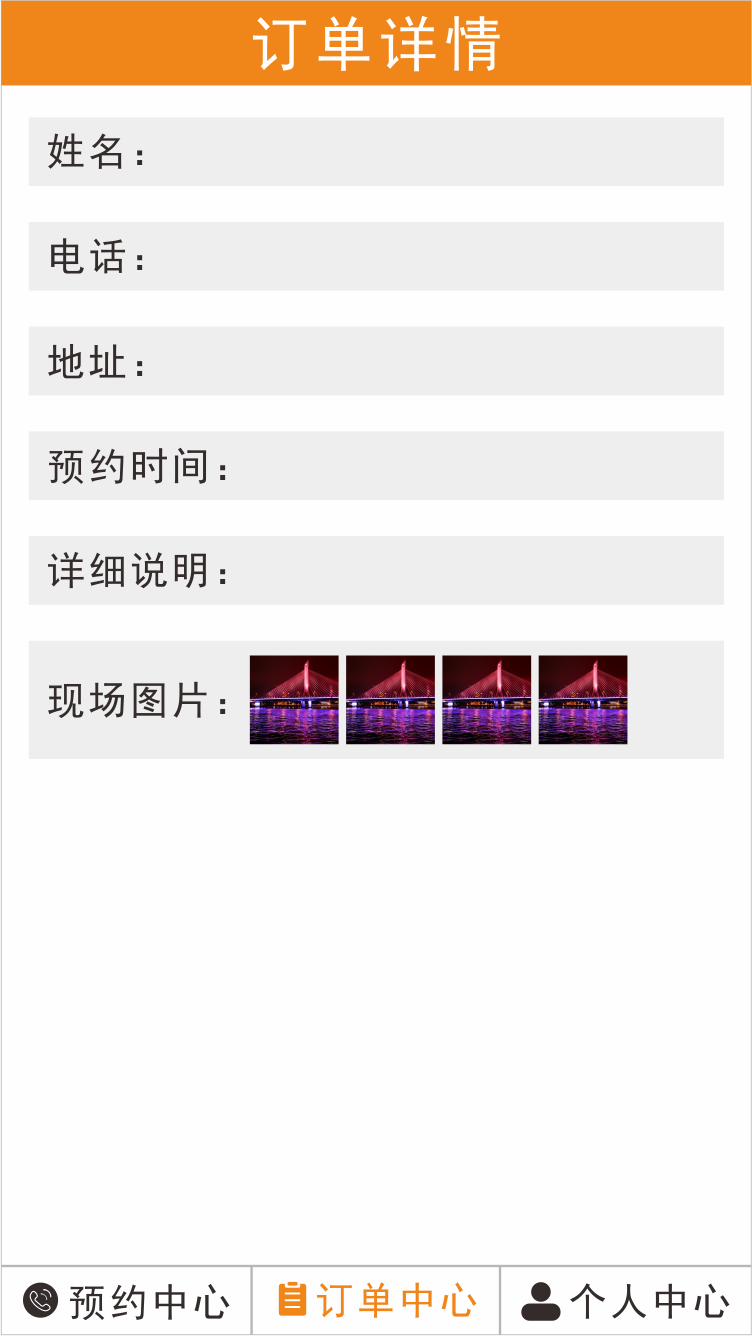 订单详情
姓名：
电话：
地址：
预约时间：
详细说明：
现场图片：
预约中心 订单中心 个人中心